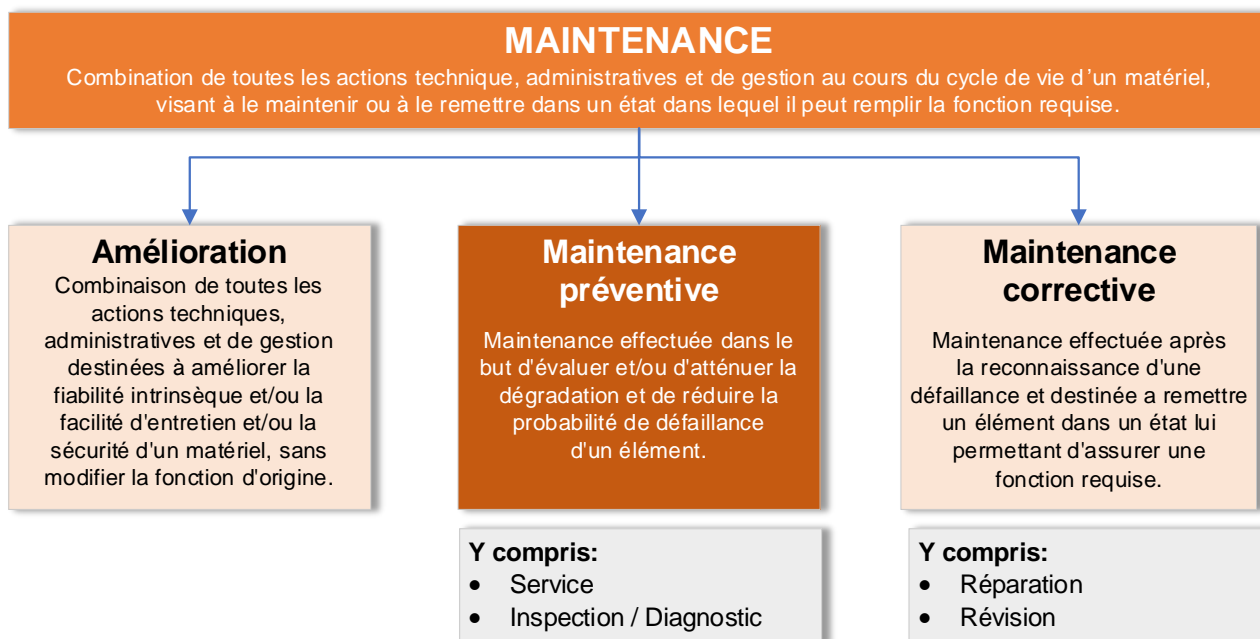 MAINTENANCE
Combination de toutes les actions technique, administratives et de gestion au cours du cycle de vie d'un matériel,
visant à le maintenir ou à le remettre dans un état dans lequel il peut remplir la fonction requise.
Amélioration
Combinaison de toutes les
actions techniques,
administratives et de gestion
destinées à améliorer la
fiabilité intrinsèque et/ou la
facilité d'entretien et/ou la
sécurité d'un matériel, sans
modifier la fonction d'origine.
Maintenance
préventive
Maintenance effectuée dans le
but d'évaluer et/ou d'atténuer la
dégradation et de réduire la
probabilité de défaillance
d'un élément.
Y compris:
• Service
• Inspection / Diagnostic
Maintenance
corrective
Maintenance effectuée après
la reconnaissance d'une
défaillance et destinée a remettre
un élément dans un état lui
permettant d'assurer une
fonction requise.
Y compris:
• Réparation
• Révision